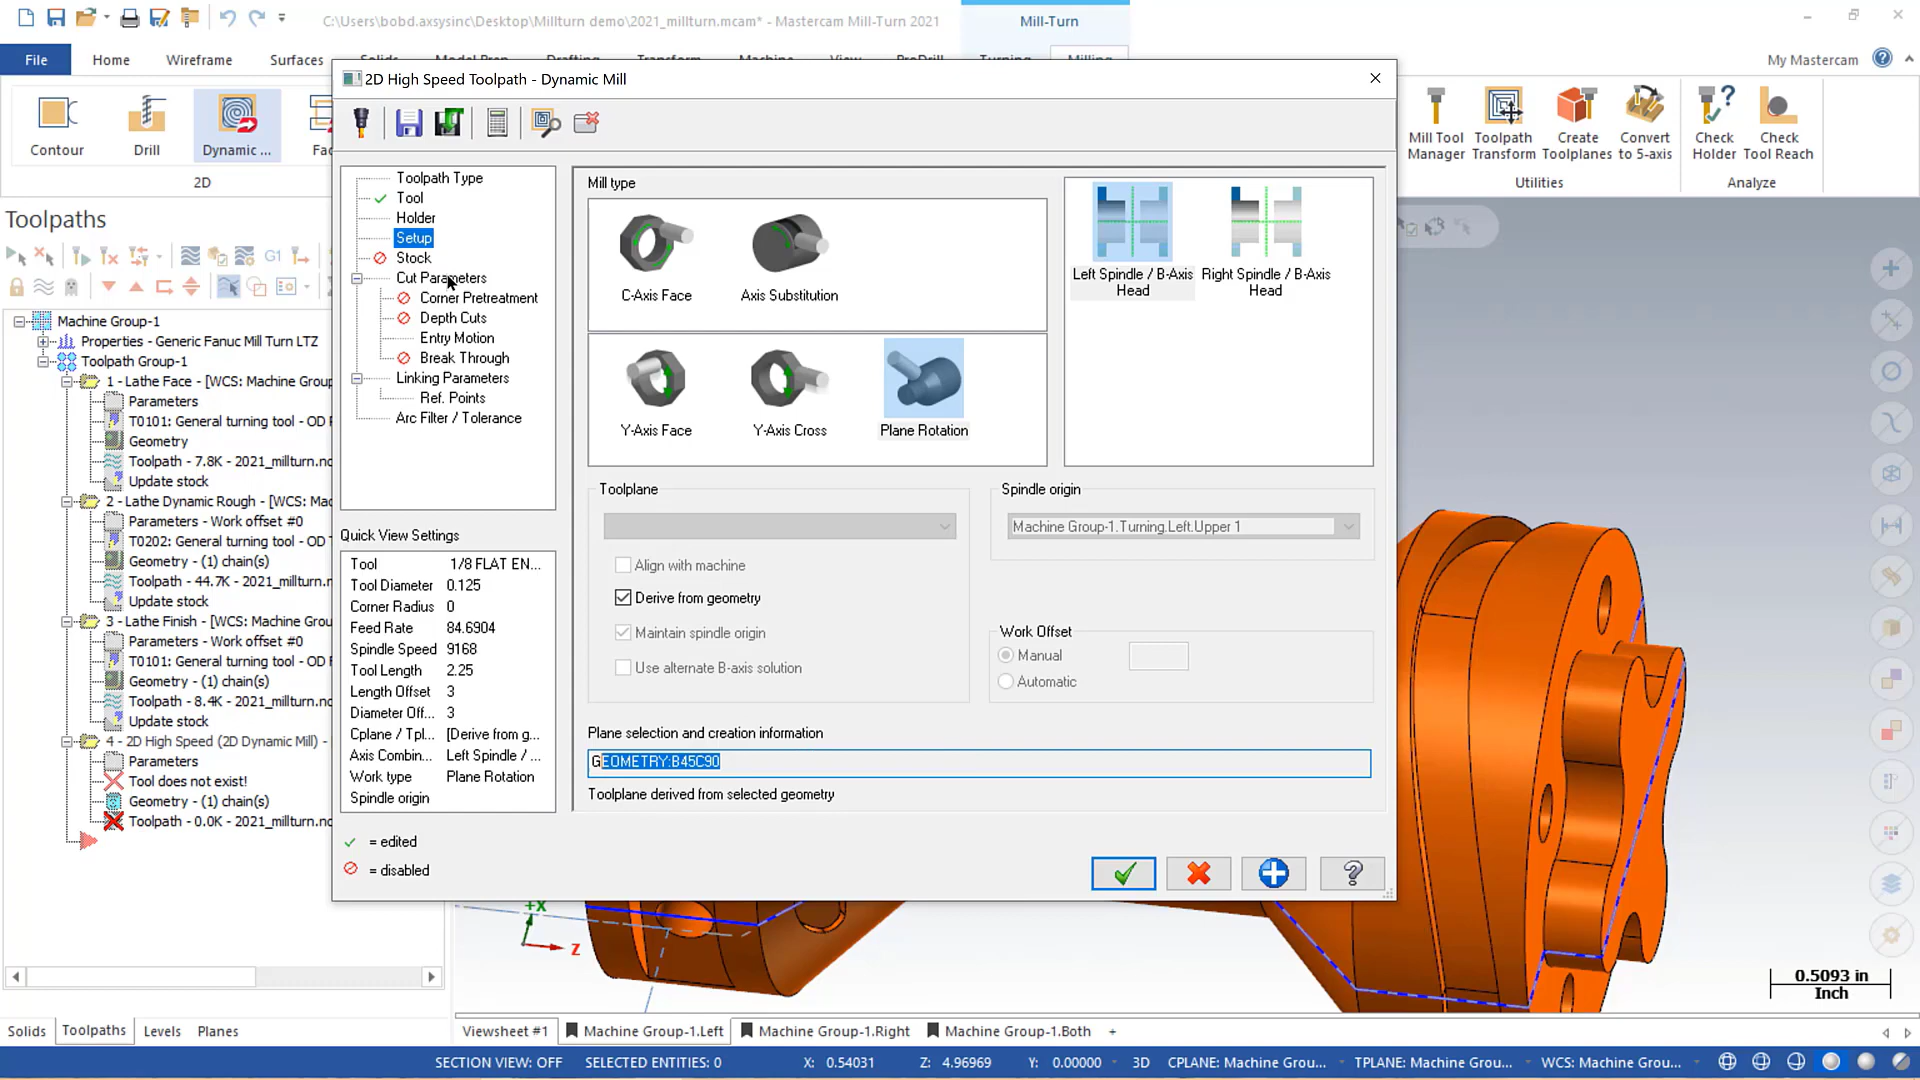 C:\Users\bobd.axsysinc\Desktop\Millturn demo\2021_millturn.mcam* - Mastercam Mill-Turn 2021
Mill-Turn
File
Home
Wireframe
Surfaces
Solids
Model Prep
Drafting
Transform
Machine
View
ProDrill
Turning
Milling
My Mastercam
Contour
Drill
Dynamic ...
2D
Mill Tool Manager
Toolpath Transform
Create Toolplanes
Convert to 5-axis
Utilities
Check Holder
Check Tool Reach
Analyze
Toolpaths
G1
Machine Group-1
Properties - Generic Fanuc Mill Turn LTZ
Toolpath Group-1
1 - Lathe Face - [WCS: Machine Group
Parameters
T0101: General turning tool - OD
Geometry
Toolpath - 7.8K - 2021_millturn.nc
Update stock
2 - Lathe Dynamic Rough - [WCS: Mac
Parameters - Work offset #0
T0202: General turning tool - OD
Geometry - (1) chain(s)
Toolpath - 44.7K - 2021_millturn.
Update stock
3 - Lathe Finish - [WCS: Machine Grou
Parameters - Work offset #0
T0101: General turning tool - OD
Geometry - (1) chain(s)
Toolpath - 8.4K - 2021_millturn.nc
Update stock
4 - 2D High Speed (2D Dynamic Mill) -
Parameters
Tool does not exist!
Geometry - (1) chain(s)
Toolpath - 0.0K - 2021_millturn.nc
Solids
Toolpaths
Levels
Planes
2D High Speed Toolpath - Dynamic Mill
Toolpath Type
Tool
Holder
Setup
Stock
Cut Parameters
Corner Pretreatment
Depth Cuts
Entry Motion
Break Through
Linking Parameters
Ref. Points
Arc Filter / Tolerance
Quick View Settings
Tool 1/8 FLAT EN...
Tool Diameter 0.125
Corner Radius 0
Feed Rate 84.6904
Spindle Speed 9168
Tool Length 2.25
Length Offset 3
Diameter Off... 3
Cplane / Tpl... [Derive from g...
Axis Combin... Left Spindle / ...
Work type Plane Rotation
Spindle origin
= edited
= disabled
Mill type
C-Axis Face
Axis Substitution
Y-Axis Face
Y-Axis Cross
Plane Rotation
Left Spindle / B-Axis Head
Right Spindle / B-Axis Head
Toolplane
Align with machine
Derive from geometry
Maintain spindle origin
Use alternate B-axis solution
Spindle origin
Machine Group-1.Turning.Left.Upper 1
Work Offset
Manual
Automatic
Plane selection and creation information
GEOMETRY:B45C90
Toolplane derived from selected geometry
+X
Z
0.5093 in
Inch
Viewsheet #1
Machine Group-1.Left
Machine Group-1.Right
Machine Group-1.Both
+
SECTION VIEW: OFF
SELECTED ENTITIES: 0
X: 0.54031
Z: 4.96969
Y: 0.00000
3D
CPLANE: Machine Grou...
TPLANE: Machine Grou...
WCS: Machine Grou...